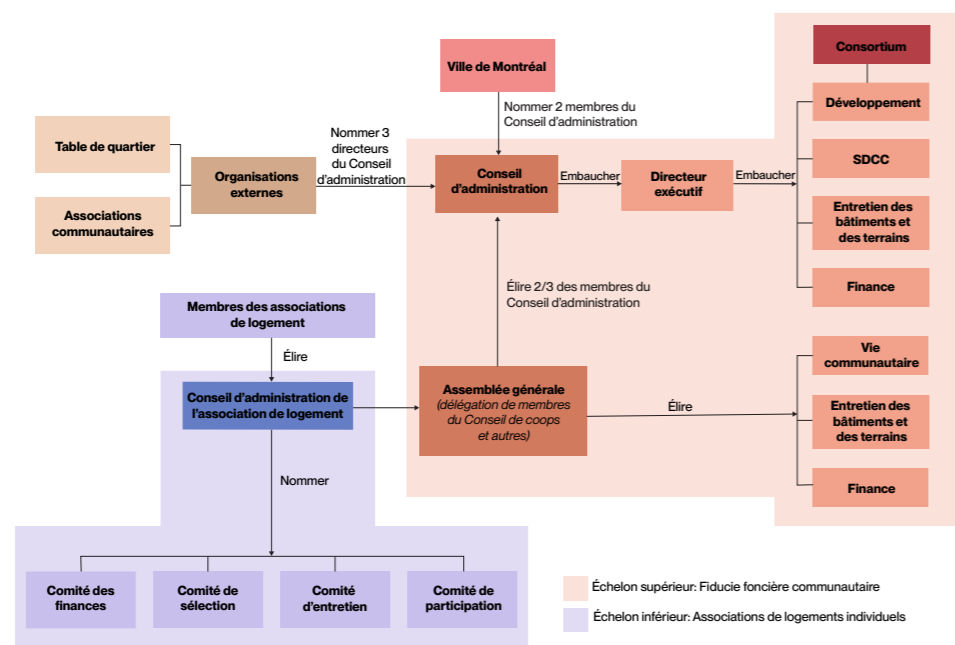 Consortium
Ville de Montréal
Développement
Nommer 2 membres du
Conseil d'administration
Table de quartier
Nommer 3
directeurs
du Conseil
d'administration
Organisations
externes
Conseil
d'administration
Embaucher
Directeur
exécutif
Embaucher
SDCC
Associations
communautaires
Entretien des
bâtiments et
des terrains
Élire 2/3 des membres du
Conseil d'administration
Finance
Membres des associations
de logement
Élire
Vie
communautaire
Conseil d'administration de
l'association de logement
Assemblée générale
(délégation de membres
du Conseil de coops
et autres)
Élire
Entretien des
bâtiments et
des terrains
Nommer
Finance
Comité des
finances
Comité de
sélection
Comité
d'entretien
Comité de
participation
Échelon supérieur: Fiducie foncière communautaire
Échelon inférieur: Associations de logements individuels